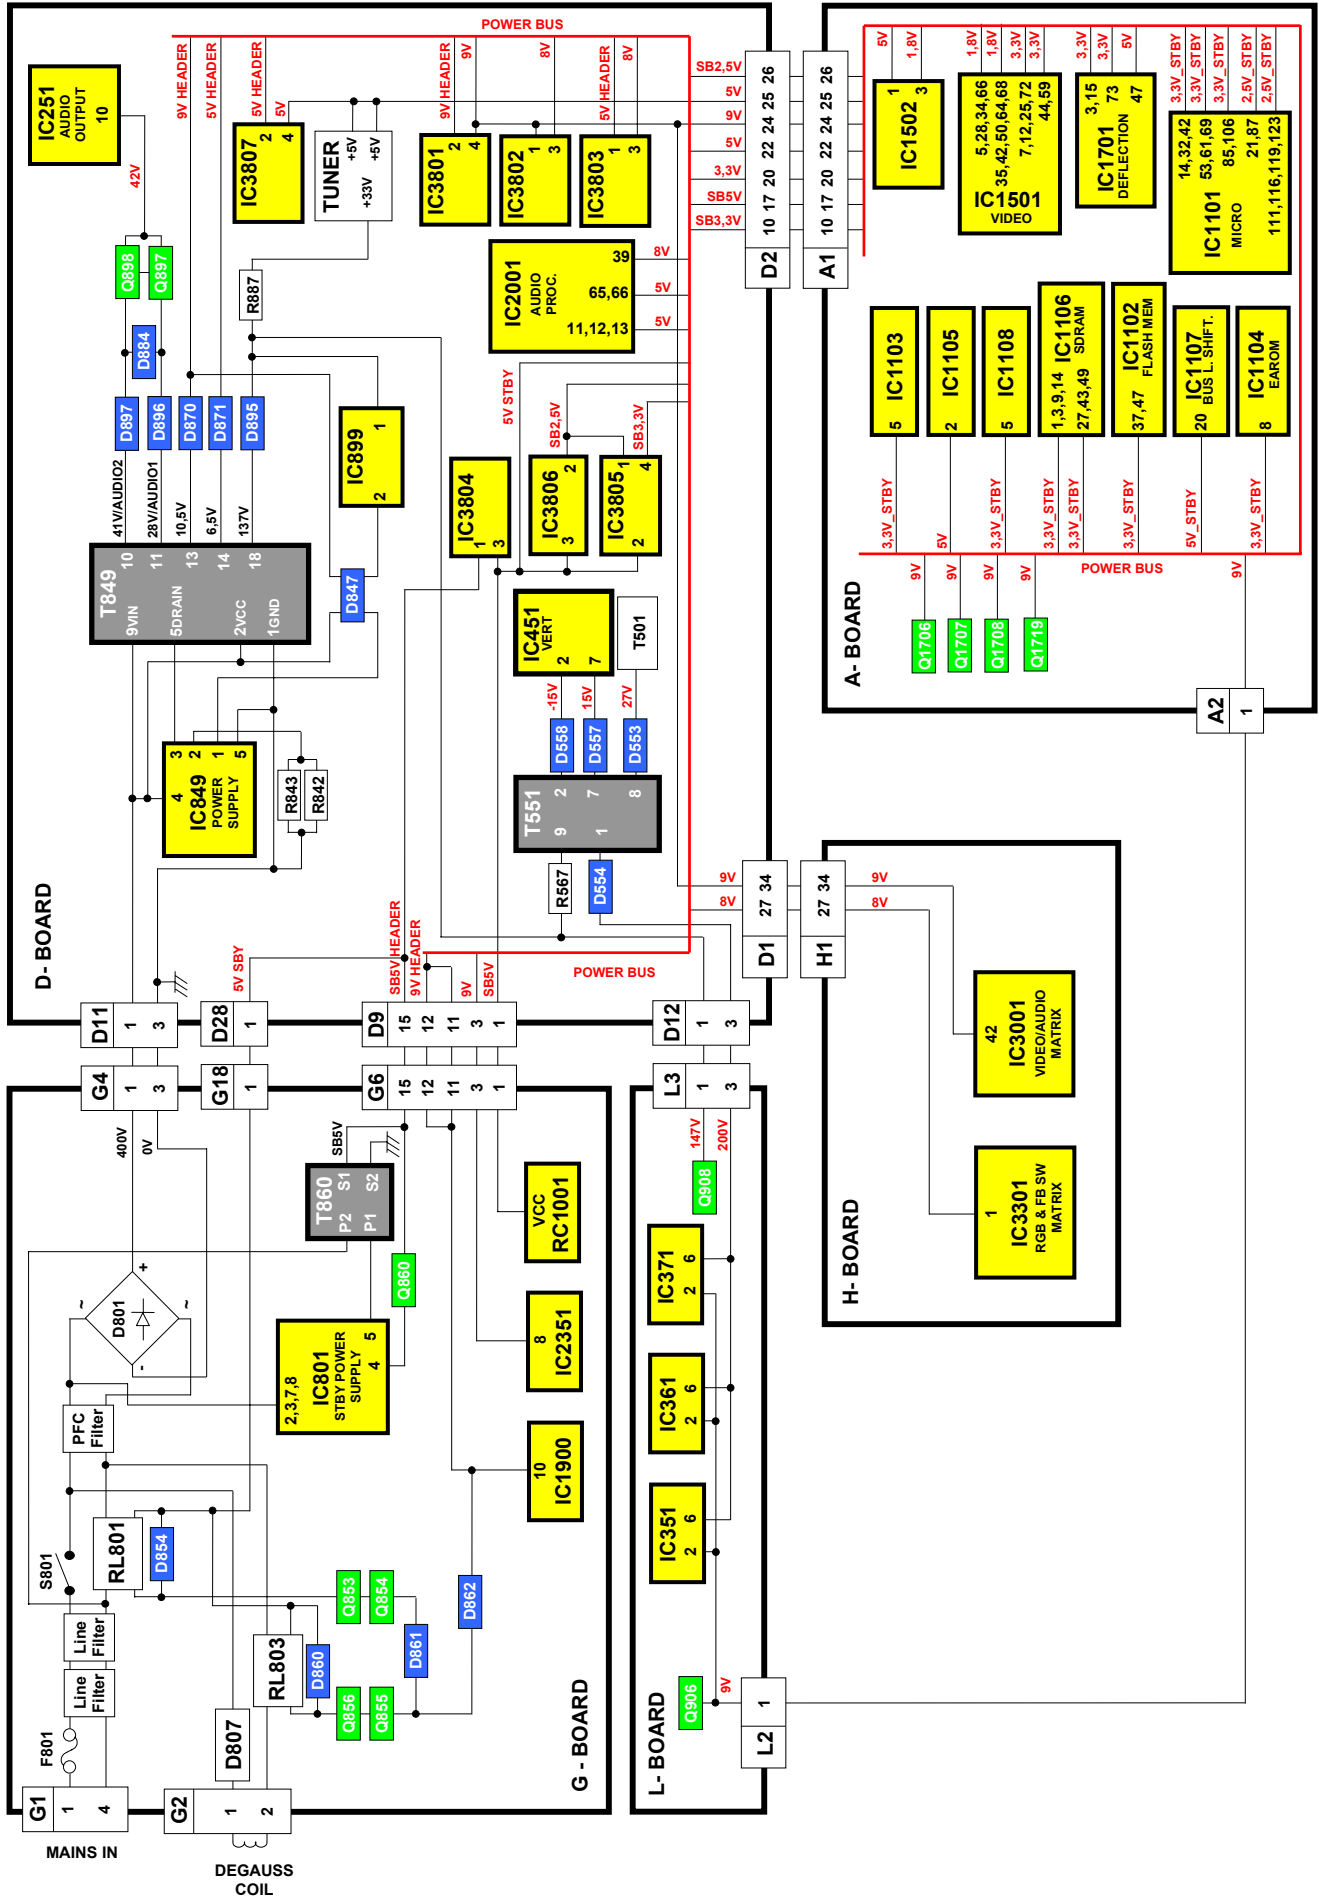 POWER BUS
IC251
AUDIO
OUTPUT
10
42V
9V HEADER
5V HEADER
5V HEADER
5V
IC3807
2
4
TUNER
+5V
+5V
+33V
9V HEADER
9V
IC3801
2
4
8V
IC3802
1
3
5V HEADER
8V
IC3803
1
3
SB2,5V
5V
9V
5V
3,3V
SB5V
SB3,3V
D2
10 17 20 22 24 25 26
A1
10 17 20 22 24 25 26
5V
1,8V
IC1502
1
3
1,8V
1,8V
3,3V
3,3V
IC1501
VIDEO
5,28,34,66
35,42,50,64,68
7,12,25,72
44,59
3,3V
3,3V
5V
IC1701
DEFLECTION
3,15
73
47
3,3V_STBY
3,3V_STBY
3,3V_STBY
2,5V_STBY
2,5V_STBY
IC1101
MICRO
14,32,42
53,61,69
85,106
21,87
111,116,119,123
Q898
Q897
D884
D897
D896
D870
D871
D895
R887
IC2001
AUDIO
PROC.
39
65,66
11,12,13
8V
5V
5V
5V STBY
SB2,5V
SB3,3V
IC899
1
2
IC3804
1
3
IC3806
2
3
IC3805
1
4
2
IC1103
5
IC1105
2
IC1108
5
IC1106
SDRAM
1,3,9,14
27,43,49
IC1102
FLASH MEM
37,47
IC1107
BUS L. SHIFT.
20
IC1104
EAROM
8
3,3V_STBY
5V
3,3V_STBY
3,3V_STBY
3,3V_STBY
3,3V_STBY
5V_STBY
3,3V_STBY
POWER BUS
9V
9V
9V
9V
9V
Q1706
Q1707
Q1708
Q1719
A- BOARD
A2
1
41V/AUDIO2
28V/AUDIO1
10,5V
6,5V
137V
T849
10
11
13
14
18
9VIN
5DRAIN
2VCC
1GND
D847
IC849
POWER
SUPPLY
4
3
2
1
5
R843
R842
IC451
VERT
2
7
T501
-15V
15V
27V
D558
D557
D553
T551
2
7
8
9
1
R567
D554
D- BOARD
5V SBY
SB5V HEADER
9V HEADER
9V
SB5V
POWER BUS
9V
8V
D1
27 34
H1
27 34
9V
8V
IC3001
VIDEO/AUDIO
MATRIX
42
IC3301
RGB & FB SW
MATRIX
1
H- BOARD
D11
1
3
D28
1
D9
15
12
11
3
1
D12
1
3
G4
1
3
G18
1
G6
15
12
11
3
1
L3
1
3
400V
0V
SB5V
T860
P2
S1
P1
S2
VCC
RC1001
Q860
D801
+
-
~
~
IC801
STBY POWER
SUPPLY
2,3,7,8
5
4
IC2351
8
IC1900
10
PFC
Filter
S801
RL801
D854
Line
Filter
Line
Filter
F801
Q853
Q854
D862
D861
D860
RL803
Q856
Q855
D807
G - BOARD
G1
1
4
G2
1
2
MAINS IN
DEGAUSS
COIL
147V
200V
Q908
IC371
2
6
IC361
2
6
IC351
2
6
Q906
9V
L2
1
L- BOARD